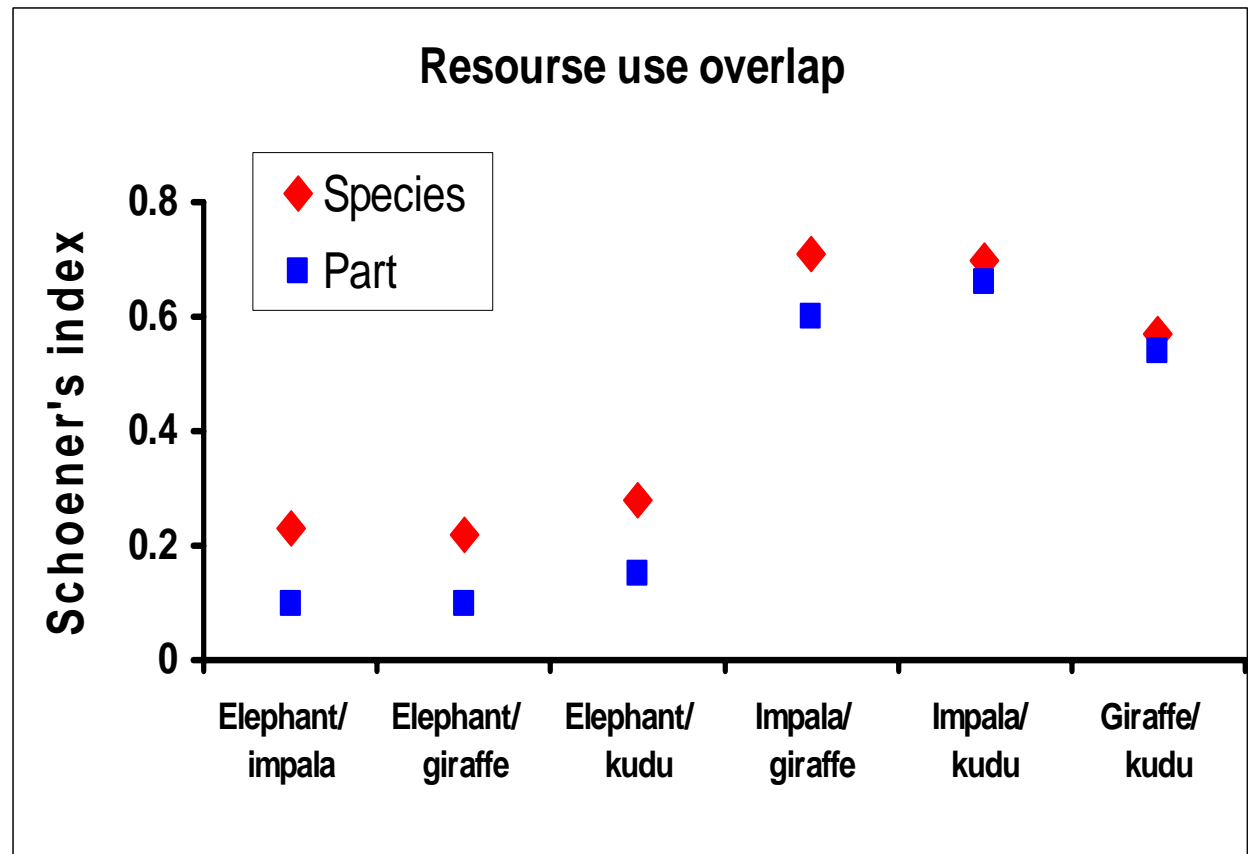 Resourse use overlap
Species
Part
Schoener's index
0.8
0.6
0.4
0.2
0
Elephant/
impala
Elephant/
giraffe
Elephant/
kudu
Impala/
giraffe
Impala/
kudu
Giraffe/
kudu